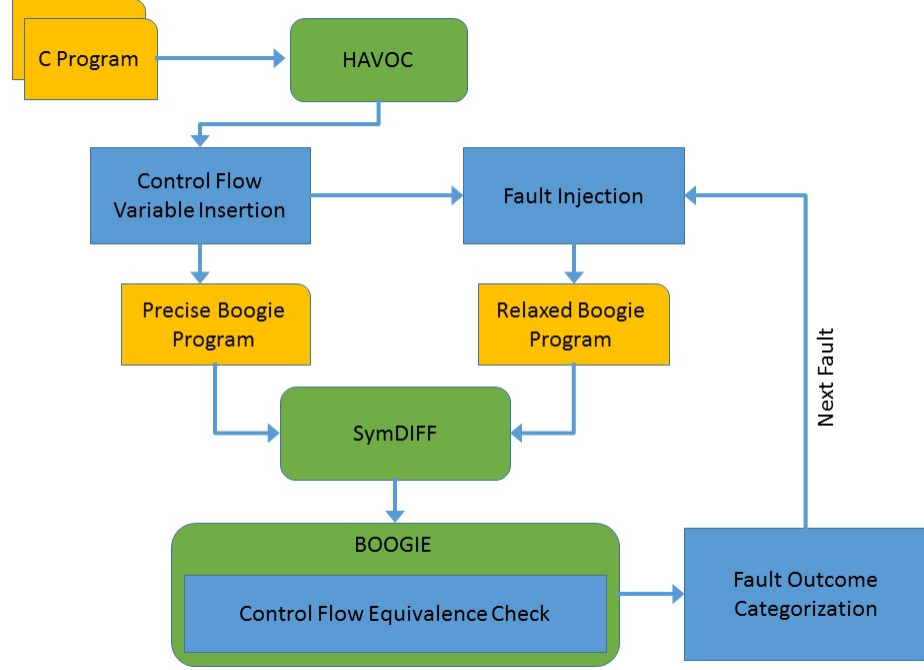 C Program
HAVOC
Control Flow
Variable Insertion
Fault Injection
Precise Boogie
Program
Relaxed Boogie
Program
Next Fault
SymDIFF
BOOGIE
Control Flow Equivalence Check
Fault Outcome
Categorization